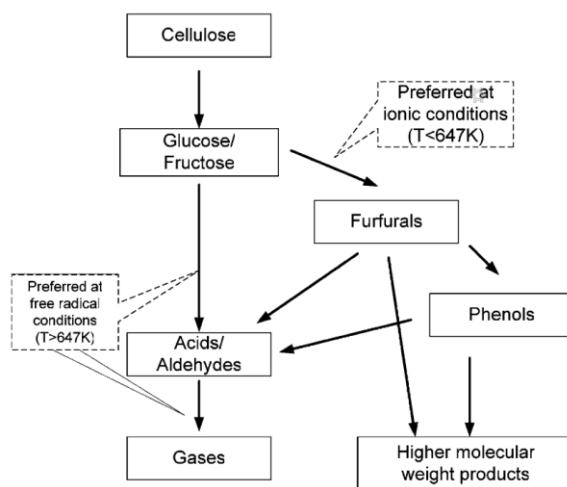 Cellulose
Preferred at
ionic conditions
(T<647K)
Glucose/
Fructose
Furfurals
Preferred at
free radical
conditions
(T>647K)
Phenols
Acids/
Aldehydes
Gases
Higher molecular
weight products